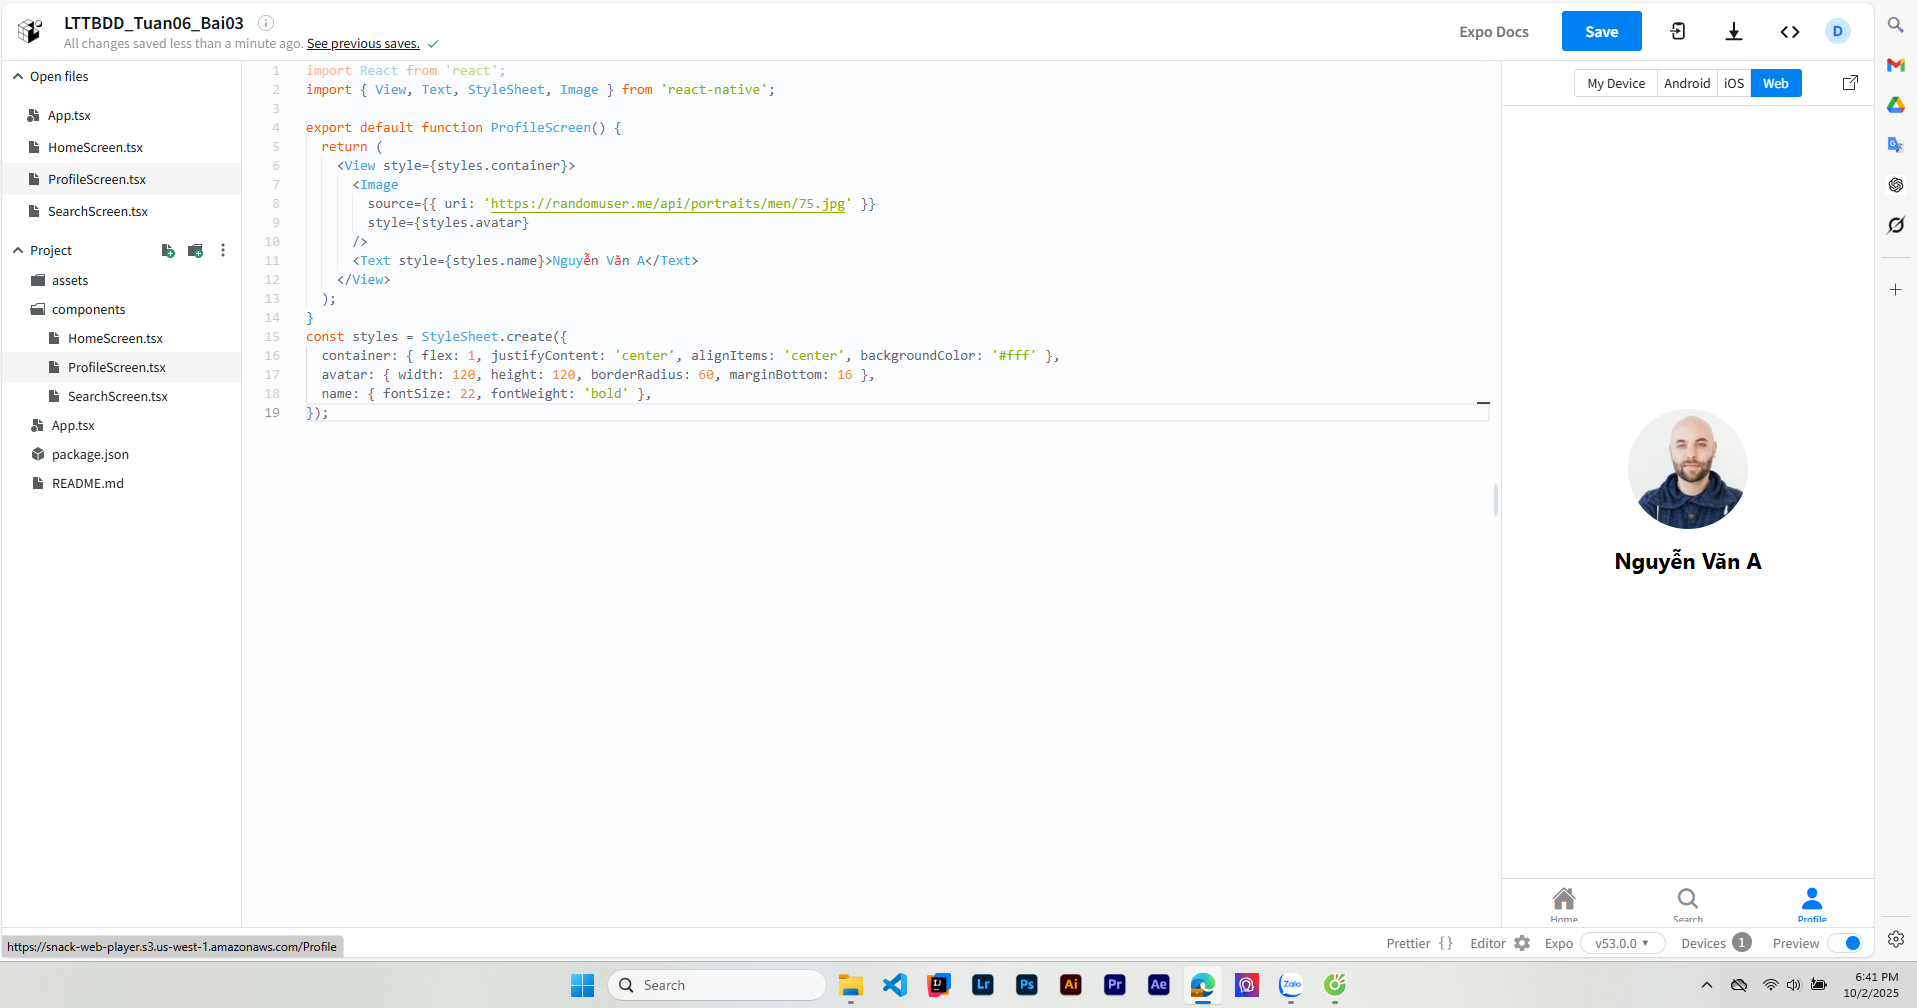 LTTBDD_Tuan06_Bai03
All changes saved less than a minute ago. See previous saves.
Expo Docs
Save
D
Open files
App.tsx
HomeScreen.tsx
ProfileScreen.tsx
SearchScreen.tsx
Project
assets
components
HomeScreen.tsx
ProfileScreen.tsx
SearchScreen.tsx
App.tsx
package.json
README.md
1 import React from 'react';
2 import { View, Text, StyleSheet, Image } from 'react-native';
3
4 export default function ProfileScreen() {
5 return (
6 <View style={styles.container}>
7 <Image
8 source={{ uri: 'https://randomuser.me/api/portraits/men/75.jpg' }}
9 style={styles.avatar}
10 />
11 <Text style={styles.name}>Nguyễn Văn A</Text>
12 </View>
13 );
14 }
15 const styles = StyleSheet.create({
16 container: { flex: 1, justifyContent: 'center', alignItems: 'center', backgroundColor: '#fff' },
17 avatar: { width: 120, height: 120, borderRadius: 60, marginBottom: 16 },
18 name: { fontSize: 22, fontWeight: 'bold' },
19 });
My Device Android iOS Web
Nguyễn Văn A
Home Search Profile
https://snack-web-player.s3.us-west-1.amazonaws.com/Profile
Prettier { } Editor Expo v53.0.0 Devices 1 Preview
Search
Lr Ps Ai Pr Ae Zalo
6:41 PM
10/2/2025